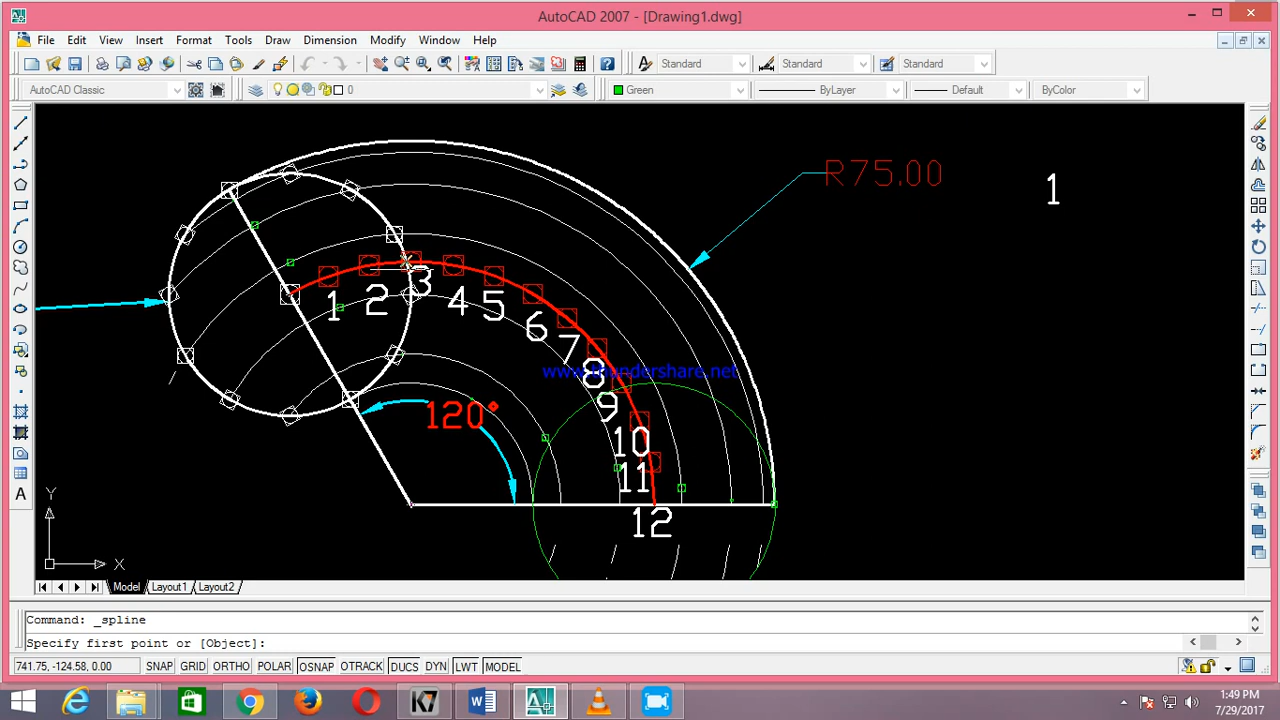 AutoCAD 2007 - [Drawing1.dwg]
File Edit View Insert Format Tools Draw Dimension Modify Window Help
Standard Standard Standard
AutoCAD Classic 0 Green ByLayer Default ByColor
R75.00
1
1 2 3 4 5 6 7 8 9 10 11 12
www.thundershare.net
120°
Y
X
Model Layout1 Layout2
Command: _spline
Specify first point or [Object]:
741.75, -124.58, 0.00 SNAP GRID ORTHO POLAR OSNAP OTRACK DUCS DYN LWT MODEL
1:49 PM
7/29/2017